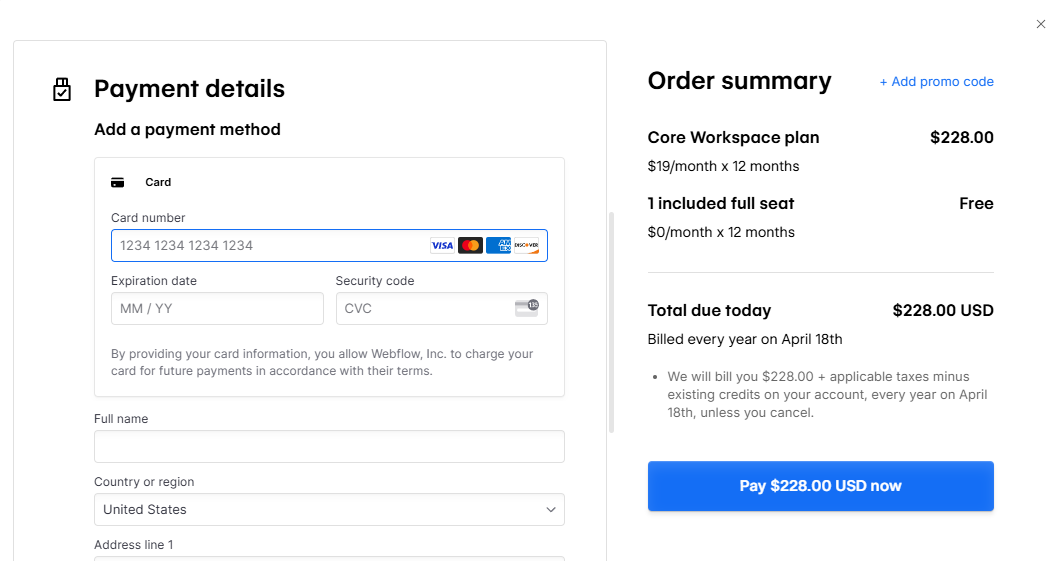 Payment details
Add a payment method
Card
Card number
1234 1234 1234 1234
VISA
AM EX
DISCOVER
Expiration date
Security code
MM / YY
CVC
135
By providing your card information, you allow Webflow, Inc. to charge your
card for future payments in accordance with their terms.
Full name
Country or region
United States
Address line 1
Order summary
+ Add promo code
Core Workspace plan
$228.00
$19/month x 12 months
1 included full seat
Free
$0/month x 12 months
Total due today
$228.00 USD
Billed every year on April 18th
• We will bill you $228.00 + applicable taxes minus
existing credits on your account, every year on April
18th, unless you cancel.
Pay $228.00 USD now